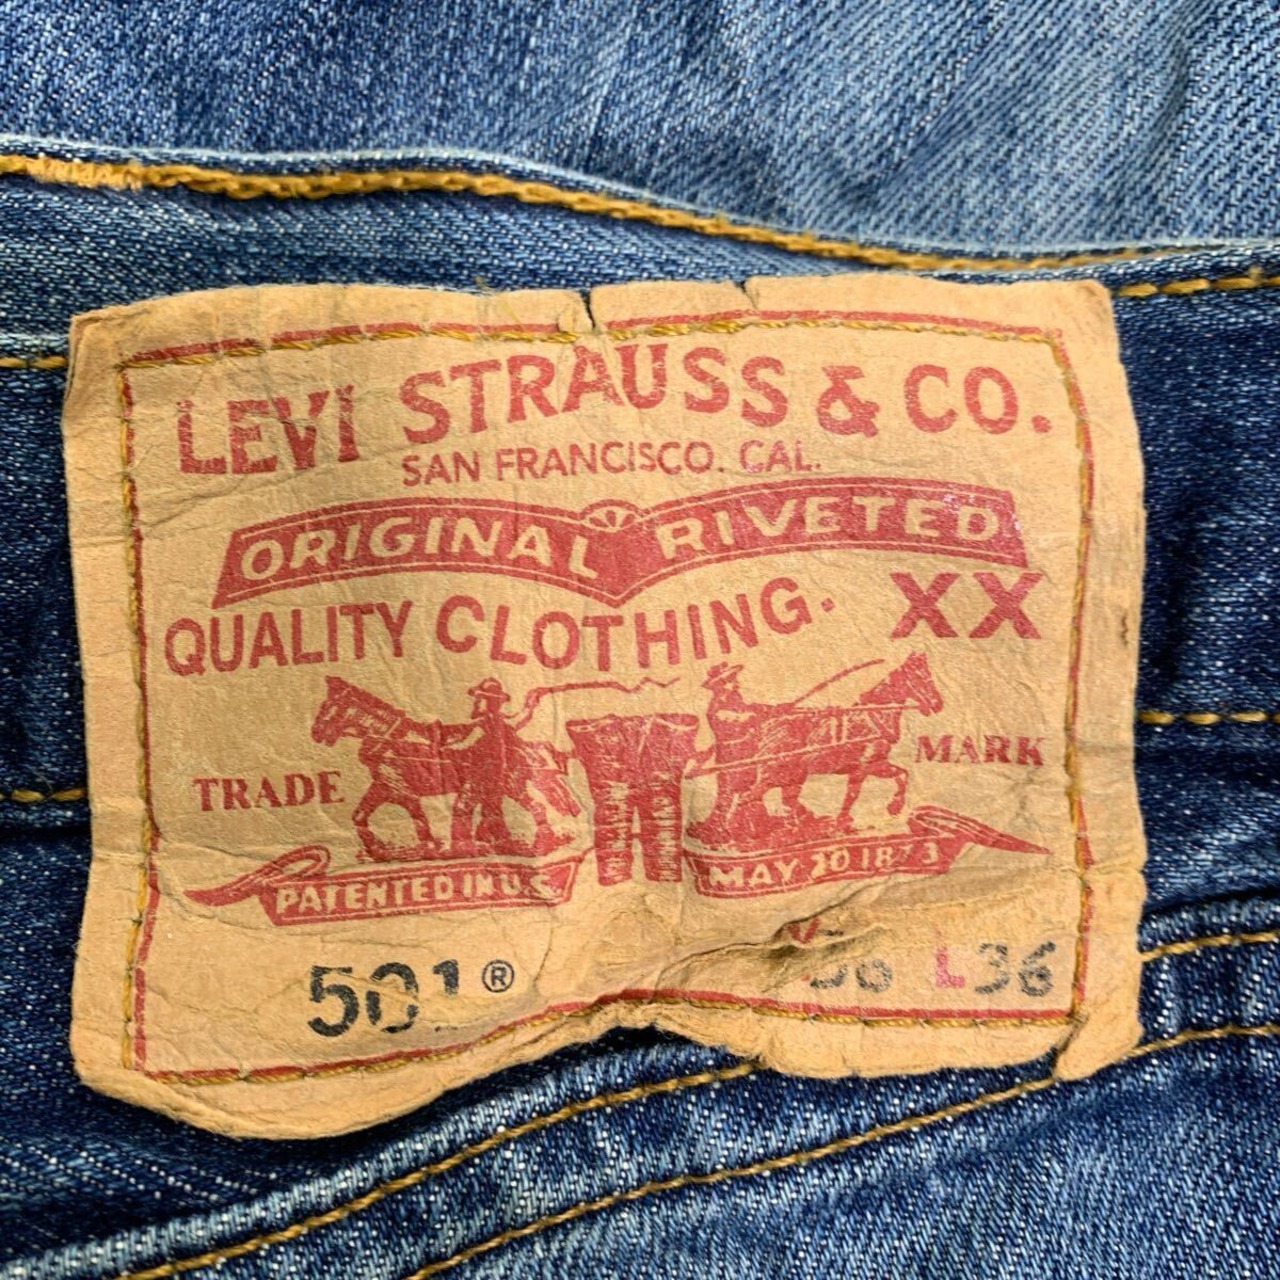 LEVI STRAUSS & CO.
SAN FRANCISCO. CAL.
ORIGINAL RIVETED
QUALITY CLOTHING. XX
TRADE MARK
PATENTED IN U.S. MAY 20 1873
501® L36